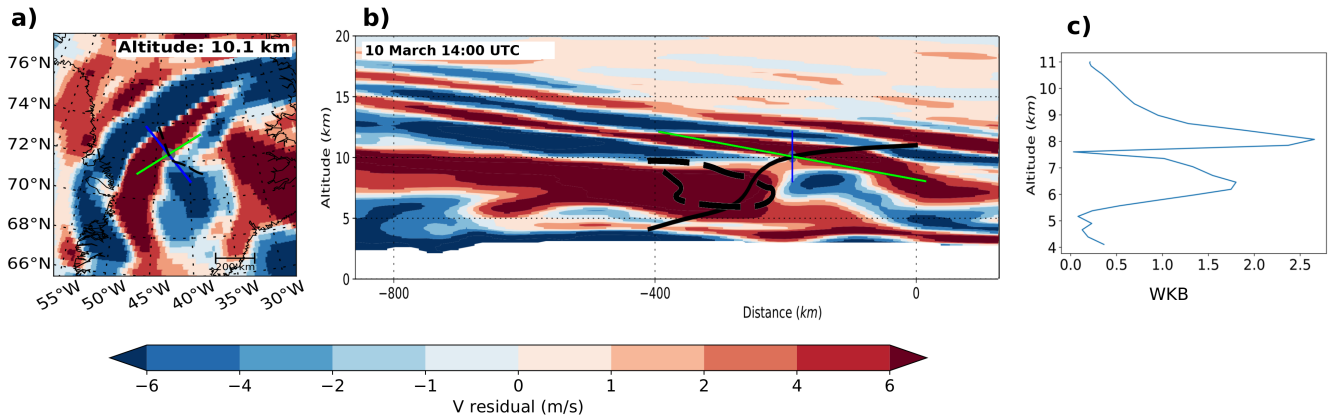 a)
Altitude: 10.1 km
76°N
74°N
72°N
70°N
68°N
66°N
200 km
55°W
50°W
45°W
40°W
35°W
30°W
b)
10 March 14:00 UTC
Altitude (km)
20
15
10
5
0
−800
−400
0
Distance (km)
c)
Altitude (km)
11
10
9
8
7
6
5
4
0.0
0.5
1.0
1.5
2.0
2.5
WKB
−6
−4
−2
−1
0
1
2
4
6
V residual (m/s)